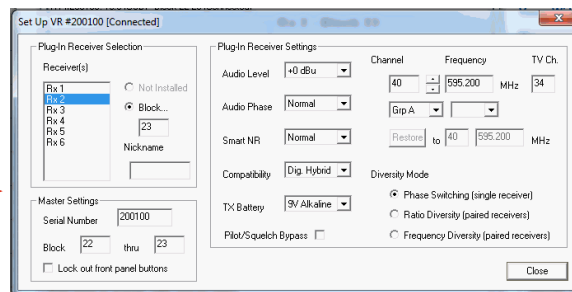 Set Up VR #200100 [Connected]
Plug-In Receiver Selection
Receiver(s)
Rx 1
Rx 2
Rx 3
Rx 4
Rx 5
Rx 6
Not Installed
Block...
23
Nickname
Master Settings
Serial Number 200100
Block 22 thru 23
Lock out front panel buttons
Plug-In Receiver Settings
Audio Level +0 dBu
Audio Phase Normal
Smart NR Normal
Compatibility Dig. Hybrid
TX Battery 9V Alkaline
Pilot/Squelch Bypass
Channel Frequency TV Ch.
40 595.200 MHz 34
Grp A
Restore to 40 595.200 MHz
Diversity Mode
Phase Switching (single receiver)
Ratio Diversity (paired receivers)
Frequency Diversity (paired receivers)
Close